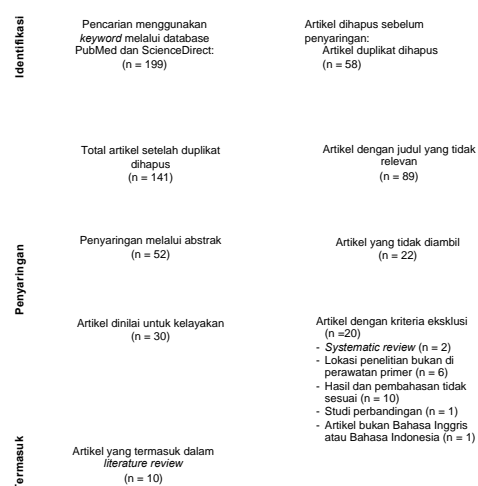 Identifikasi
Pencarian menggunakan
keyword melalui database
PubMed dan ScienceDirect:
(n = 199)
Artikel dihapus sebelum
penyaringan:
Artikel duplikat dihapus
(n = 58)
Total artikel setelah duplikat
dihapus
(n = 141)
Artikel dengan judul yang tidak
relevan
(n = 89)
Penyaringan
Penyaringan melalui abstrak
(n = 52)
Artikel yang tidak diambil
(n = 22)
Artikel dinilai untuk kelayakan
(n = 30)
Artikel dengan kriteria eksklusi
(n =20)
- Systematic review (n = 2)
- Lokasi penelitian bukan di
perawatan primer (n = 6)
- Hasil dan pembahasan tidak
sesuai (n = 10)
- Studi perbandingan (n = 1)
- Artikel bukan Bahasa Inggris
atau Bahasa Indonesia (n = 1)
Termasuk
Artikel yang termasuk dalam
literature review
(n = 10)